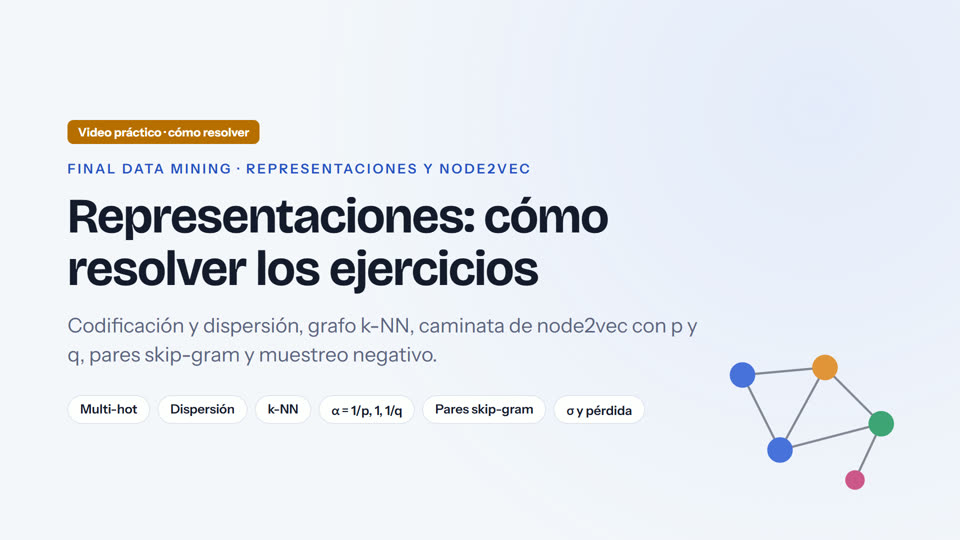 Video práctico · cómo resolver
FINAL DATA MINING · REPRESENTACIONES Y NODE2VEC
Representaciones: cómo
resolver los ejercicios
Codificación y dispersión, grafo k-NN, caminata de node2vec con p y
q, pares skip-gram y muestreo negativo.
Multi-hot Dispersión k-NN α = 1/p, 1, 1/q Pares skip-gram σ y pérdida